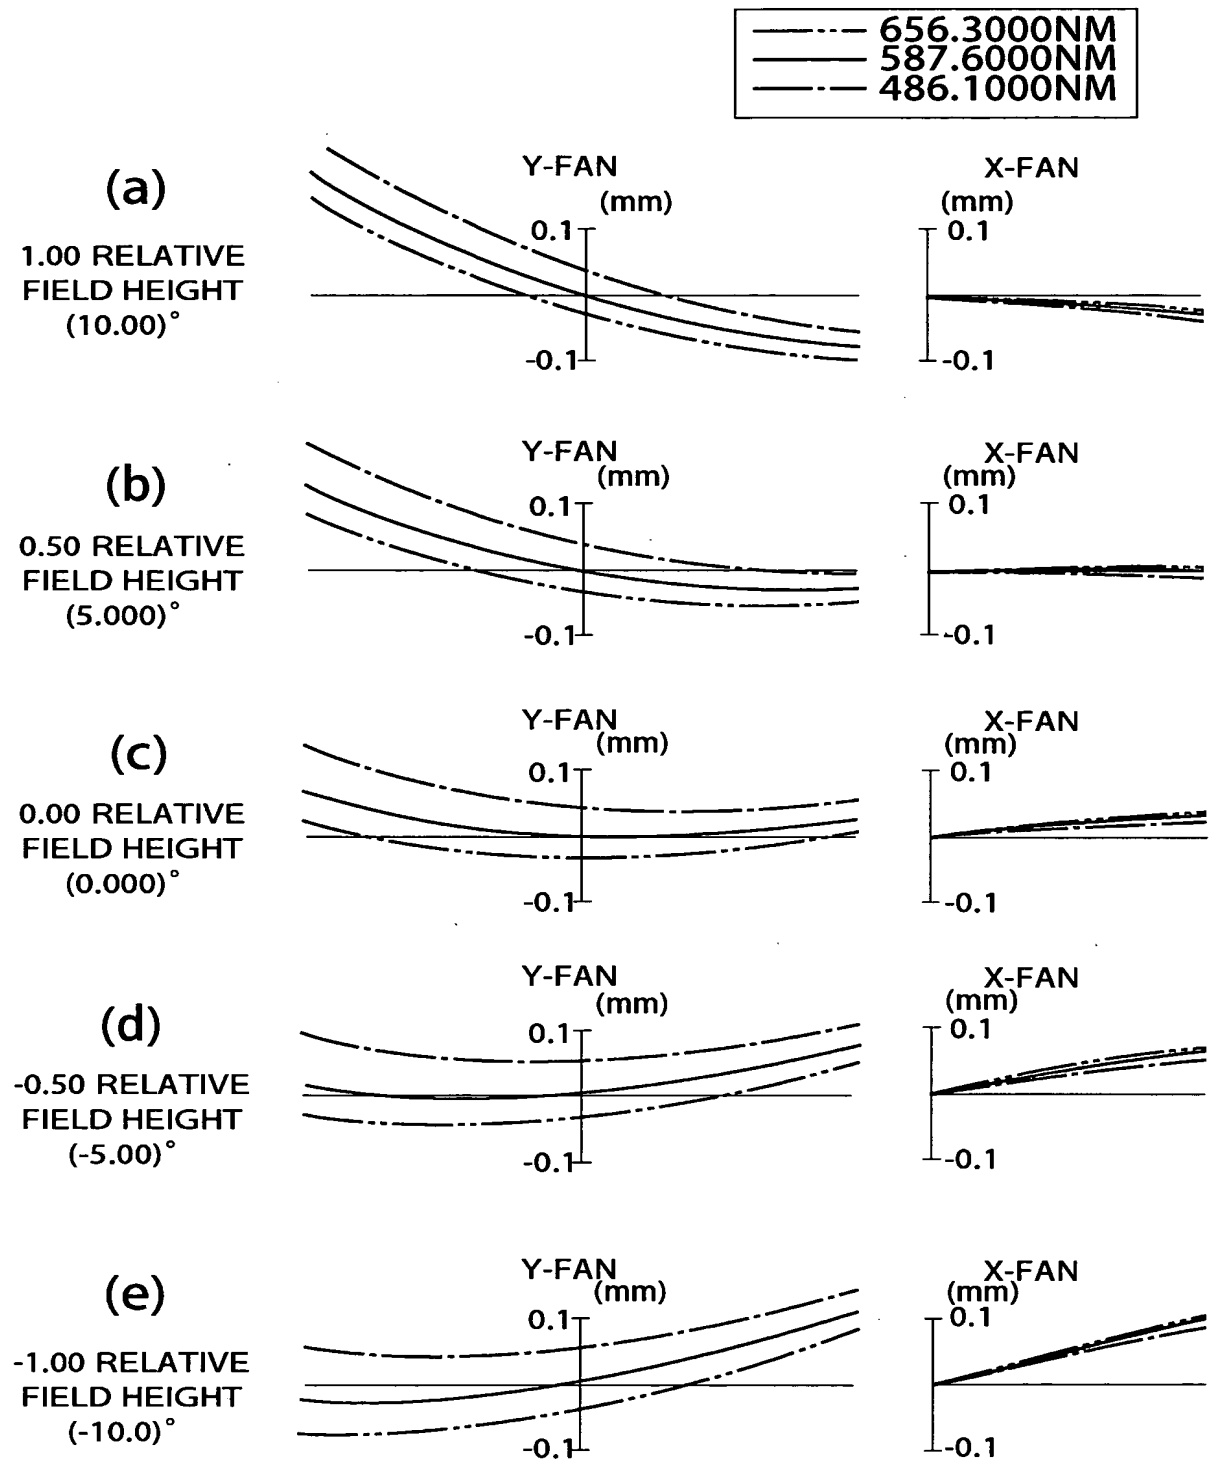 656.3000NM
587.6000NM
486.1000NM
(a)
1.00 RELATIVE
FIELD HEIGHT
(10.00)°
Y-FAN
(mm)
0.1
-0.1
X-FAN
(mm)
0.1
-0.1
(b)
0.50 RELATIVE
FIELD HEIGHT
(5.000)°
Y-FAN
(mm)
0.1
-0.1
X-FAN
(mm)
0.1
-0.1
(c)
0.00 RELATIVE
FIELD HEIGHT
(0.000)°
Y-FAN
(mm)
0.1
-0.1
X-FAN
(mm)
0.1
-0.1
(d)
-0.50 RELATIVE
FIELD HEIGHT
(-5.00)°
Y-FAN
(mm)
0.1
-0.1
X-FAN
(mm)
0.1
-0.1
(e)
-1.00 RELATIVE
FIELD HEIGHT
(-10.0)°
Y-FAN
(mm)
0.1
-0.1
X-FAN
(mm)
0.1
-0.1